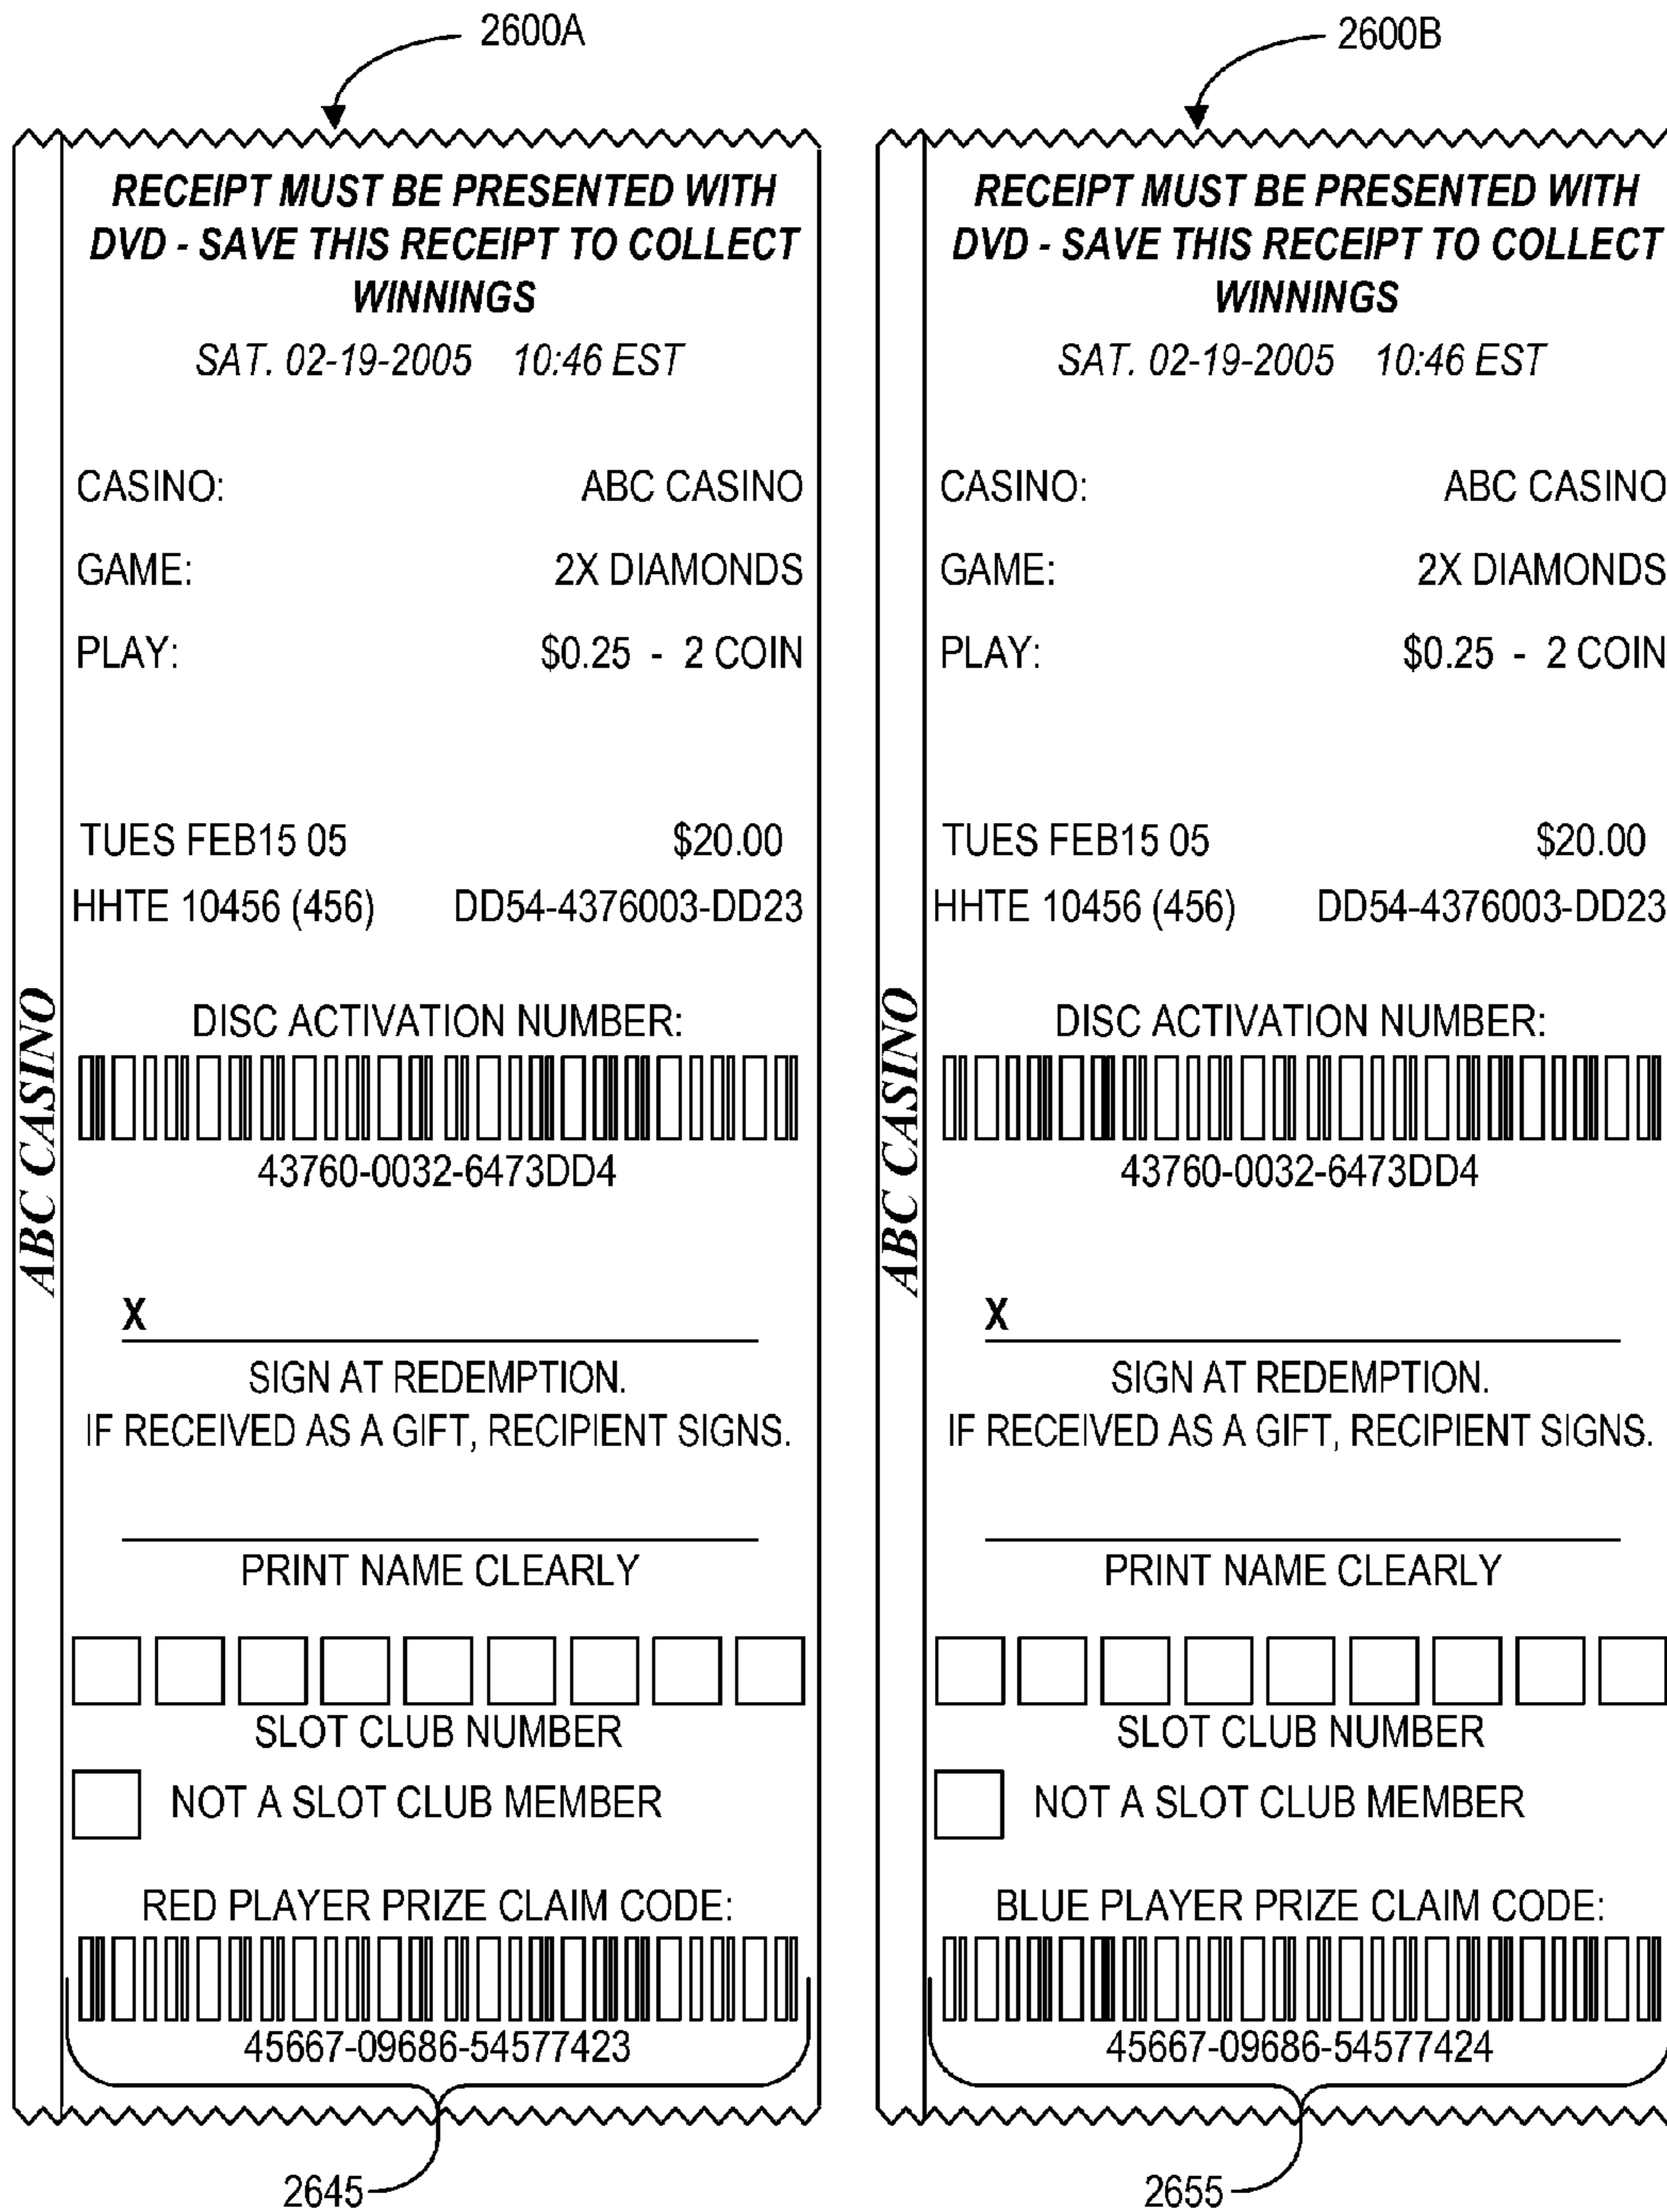 2600A
RECEIPT MUST BE PRESENTED WITH
DVD - SAVE THIS RECEIPT TO COLLECT
WINNINGS
SAT. 02-19-2005 10:46 EST
CASINO: ABC CASINO
GAME: 2X DIAMONDS
PLAY: $0.25 - 2 COIN
TUES FEB15 05 $20.00
HHTE 10456 (456) DD54-4376003-DD23
ABC CASINO
DISC ACTIVATION NUMBER:
43760-0032-6473DD4
X
SIGN AT REDEMPTION.
IF RECEIVED AS A GIFT, RECIPIENT SIGNS.
PRINT NAME CLEARLY
SLOT CLUB NUMBER
NOT A SLOT CLUB MEMBER
RED PLAYER PRIZE CLAIM CODE:
45667-09686-54577423
2645
2600B
RECEIPT MUST BE PRESENTED WITH
DVD - SAVE THIS RECEIPT TO COLLECT
WINNINGS
SAT. 02-19-2005 10:46 EST
CASINO: ABC CASINO
GAME: 2X DIAMONDS
PLAY: $0.25 - 2 COIN
TUES FEB15 05 $20.00
HHTE 10456 (456) DD54-4376003-DD23
ABC CASINO
DISC ACTIVATION NUMBER:
43760-0032-6473DD4
X
SIGN AT REDEMPTION.
IF RECEIVED AS A GIFT, RECIPIENT SIGNS.
PRINT NAME CLEARLY
SLOT CLUB NUMBER
NOT A SLOT CLUB MEMBER
BLUE PLAYER PRIZE CLAIM CODE:
45667-09686-54577424
2655